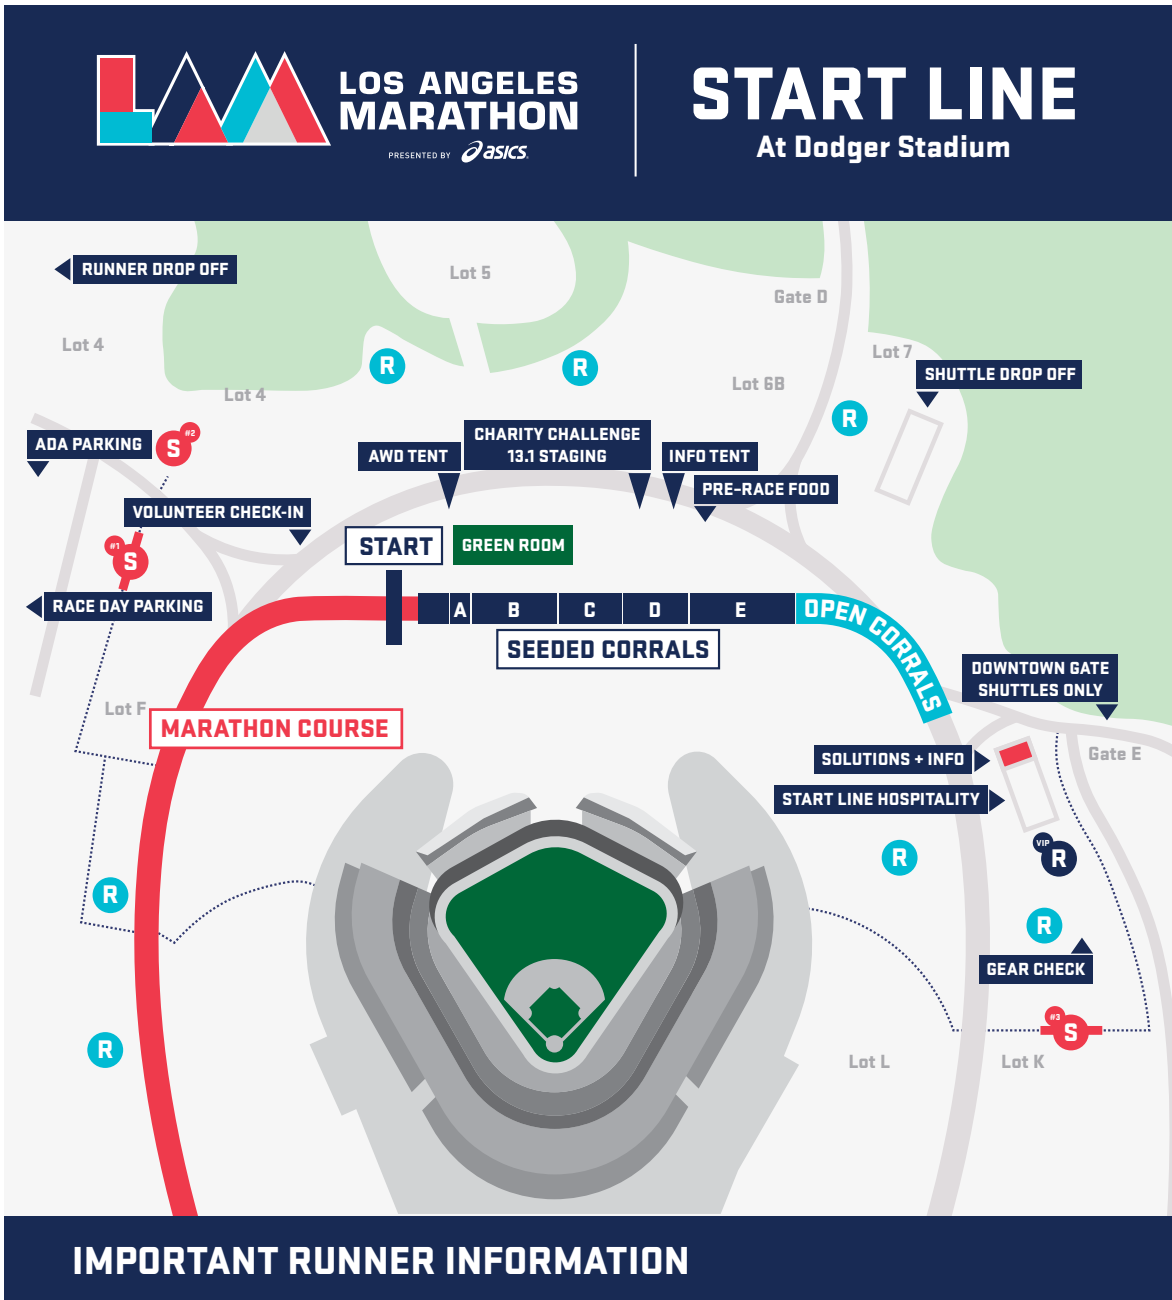 LOS ANGELES
MARATHON
PRESENTED BY asics
START LINE
At Dodger Stadium
RUNNER DROP OFF
Lot 5
Gate D
Lot 4
Lot 7
R
R
SHUTTLE DROP OFF
Lot 6B
Lot 4
R
ADA PARKING
S #2
CHARITY CHALLENGE
13.1 STAGING
AWD TENT
INFO TENT
PRE-RACE FOOD
VOLUNTEER CHECK-IN
START
GREEN ROOM
#1 S
RACE DAY PARKING
A B C D E
OPEN CORRALS
SEEDED CORRALS
DOWNTOWN GATE
SHUTTLES ONLY
Lot F
MARATHON COURSE
Gate E
SOLUTIONS + INFO
START LINE HOSPITALITY
VIP R
R
R
R
GEAR CHECK
#3 S
R
Lot L
Lot K
IMPORTANT RUNNER INFORMATION